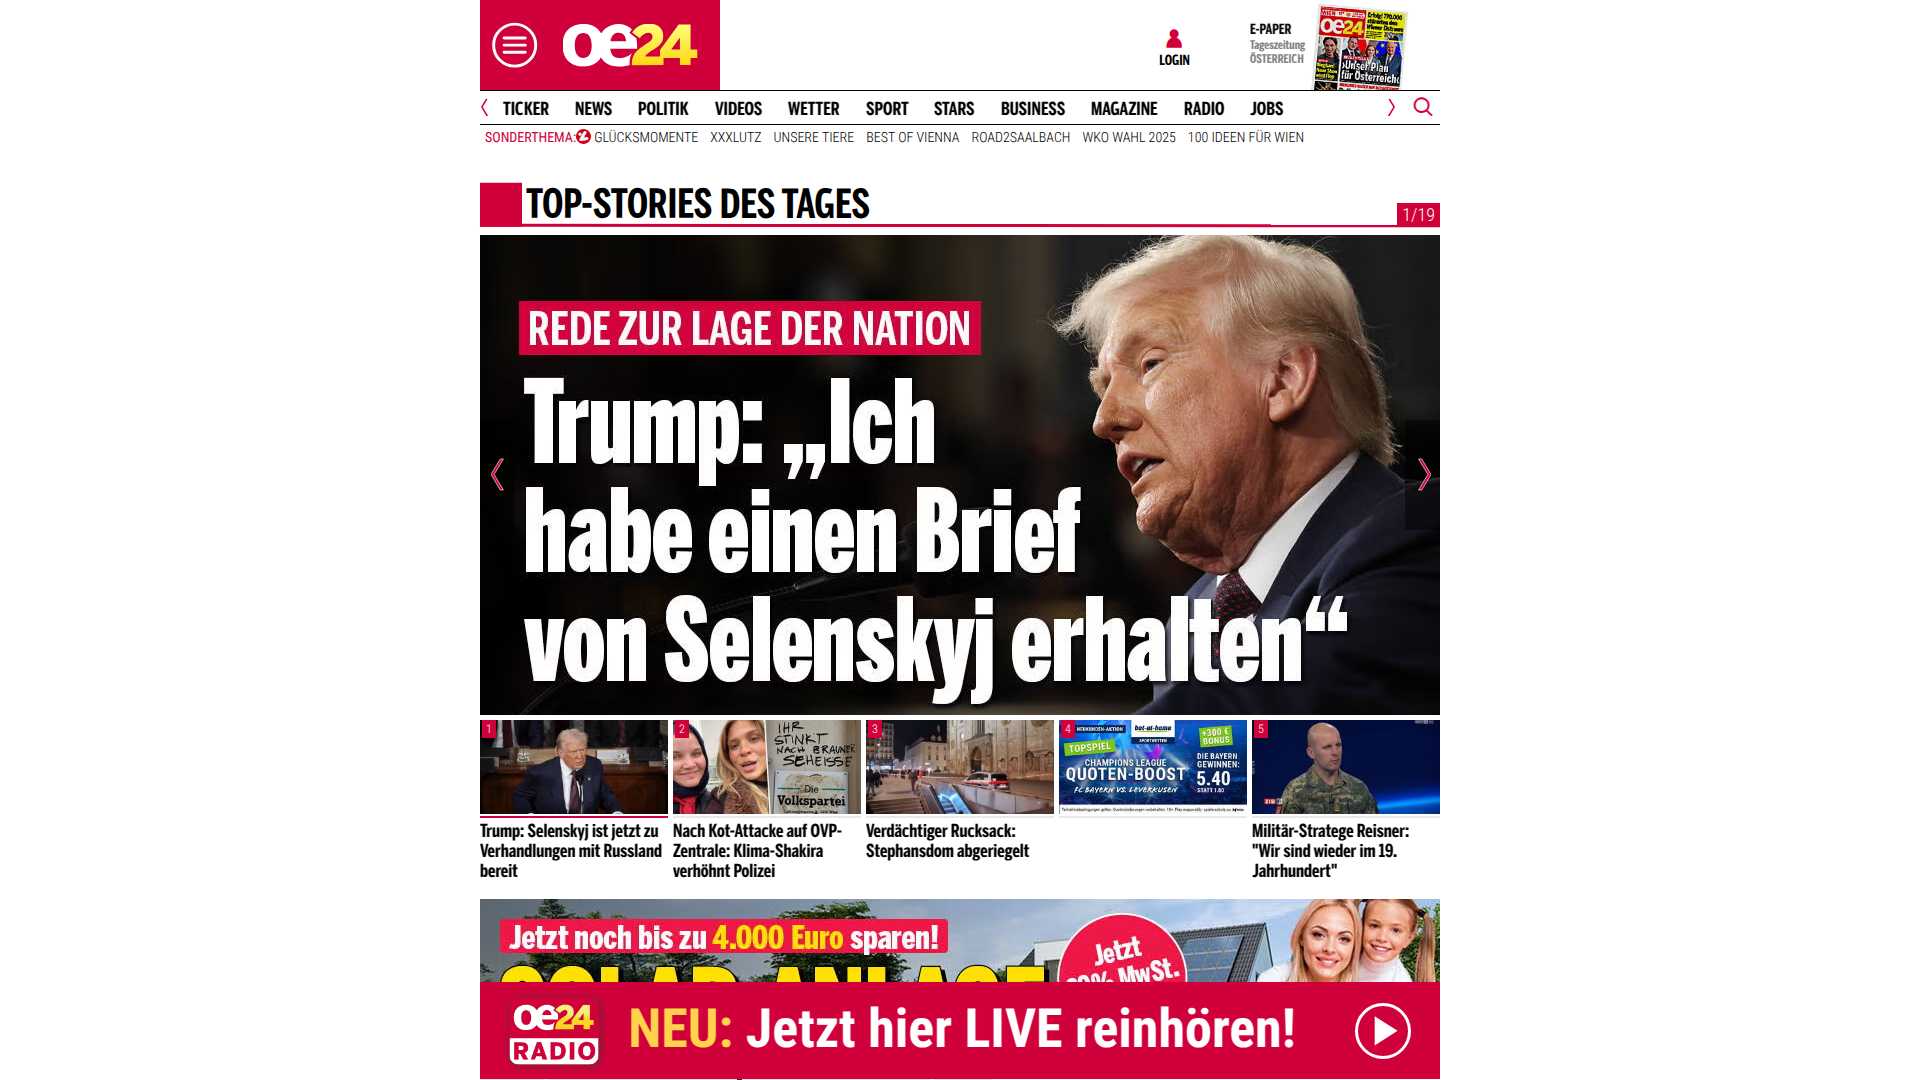 oe24
LOGIN
E-PAPER
Tageszeitung
ÖSTERREICH
oe24
Unser Plan
für Österreich
TICKER NEWS POLITIK VIDEOS WETTER SPORT STARS BUSINESS MAGAZINE RADIO JOBS
SONDERTHEMA: GLÜCKSMOMENTE XXXLUTZ UNSERE TIERE BEST OF VIENNA ROAD2SAALBACH WKO WAHL 2025 100 IDEEN FÜR WIEN
TOP-STORIES DES TAGES
1/19
REDE ZUR LAGE DER NATION
Trump: „Ich
habe einen Brief
von Selenskyj erhalten“
1
Trump: Selenskyj ist jetzt zu
Verhandlungen mit Russland
bereit
2
IHR
STINKT
NACH BRAUNER
SCHEISSE
Die
Volkspartei
Nach Kot-Attacke auf ÖVP-
Zentrale: Klima-Shakira
verhöhnt Polizei
3
Verdächtiger Rucksack:
Stephansdom abgeriegelt
4
bet-at-home
SPORTWETTEN
+300 €
BONUS
TOPSPIEL
CHAMPIONS LEAGUE
QUOTEN-BOOST
FC BAYERN VS. LEVERKUSEN
DIE BAYERN
GEWINNEN:
5.40
STATT 1.80
5
Militär-Stratege Reisner:
"Wir sind wieder im 19.
Jahrhundert"
Jetzt noch bis zu 4.000 Euro sparen!
SOLAR-ANLAGE
Jetzt
MwSt.
oe24
RADIO
NEU: Jetzt hier LIVE reinhören!